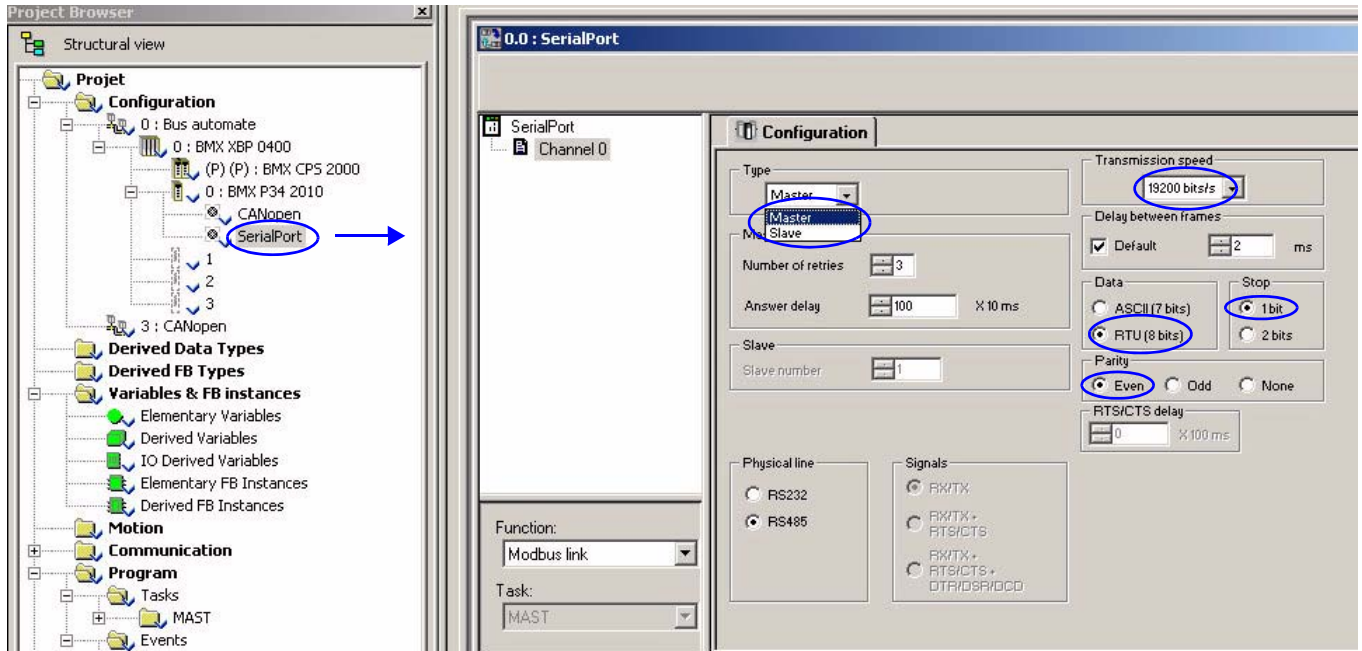 Project Browser
Structural view
Projet
Configuration
0 : Bus automate
0 : BMX XBP 0400
(P) (P) : BMX CPS 2000
0 : BMX P34 2010
CANopen
SerialPort
1
2
3
3 : CANopen
Derived Data Types
Derived FB Types
Variables & FB instances
Elementary Variables
Derived Variables
IO Derived Variables
Elementary FB Instances
Derived FB Instances
Motion
Communication
Program
Tasks
MAST
Events
0.0 : SerialPort
SerialPort
Channel 0
Function:
Modbus link
Task:
MAST
Configuration
Type
Master
Master
Slave
Number of retries 3
Answer delay 100 X 10 ms
Slave
Slave number 1
Physical line
RS232
RS485
Signals
RX/TX
RX/TX +
RTS/CTS
RX/TX +
RTS/CTS +
DTR/DSR/DCD
Transmission speed
19200 bits/s
Delay between frames
Default 2 ms
Data
ASCII (7 bits)
RTU (8 bits)
Stop
1 bit
2 bits
Parity
Even Odd None
RTS/CTS delay
0 X 100 ms